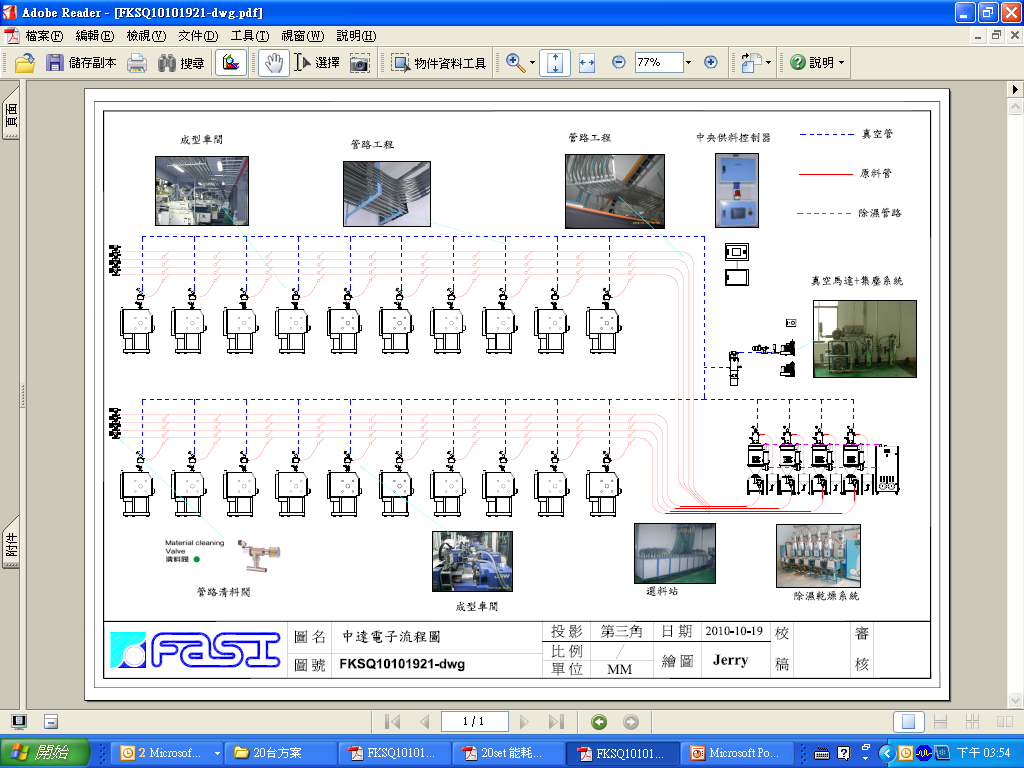 Adobe Reader - [FKSQ10101921-dwg.pdf]
檔案(F) 編輯(E) 檢視(V) 文件(D) 工具(T) 視窗(W) 說明(H)
儲存副本 搜尋 選擇 物件資料工具 77% 說明
頁面
附件
成型車間
管路工程
管路工程
中央供料控制器
真空管
原料管
除濕管路
真空馬達+集塵系統
Material cleaning
Valve
清料閥
管路清料閥
成型車間
選料站
除濕乾燥系統
FASI
圖名 中達電子流程圖
圖號 FKSQ10101921-dwg
投影 第三角 日期 2010-10-19 校 審
比例 / 繪圖 Jerry
單位 MM 稿 核
1 / 1
開始 2 Microsof... 20台方案 FKSQ10101... 20set 能耗... FKSQ10101... Microsoft Po... 下午 03:54